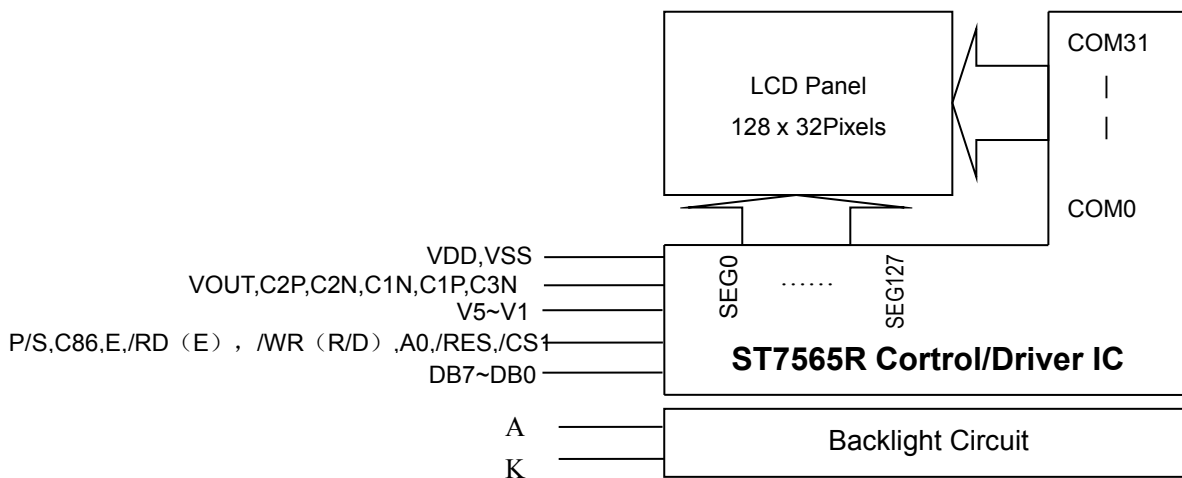 LCD Panel
128 x 32Pixels
COM31
|
|
COM0
VDD,VSS
VOUT,C2P,C2N,C1N,C1P,C3N
V5~V1
P/S,C86,E,/RD（E），/WR（R/D）,A0,/RES,/CS1
DB7~DB0
SEG0
······
SEG127
ST7565R Cortrol/Driver IC
A
K
Backlight Circuit